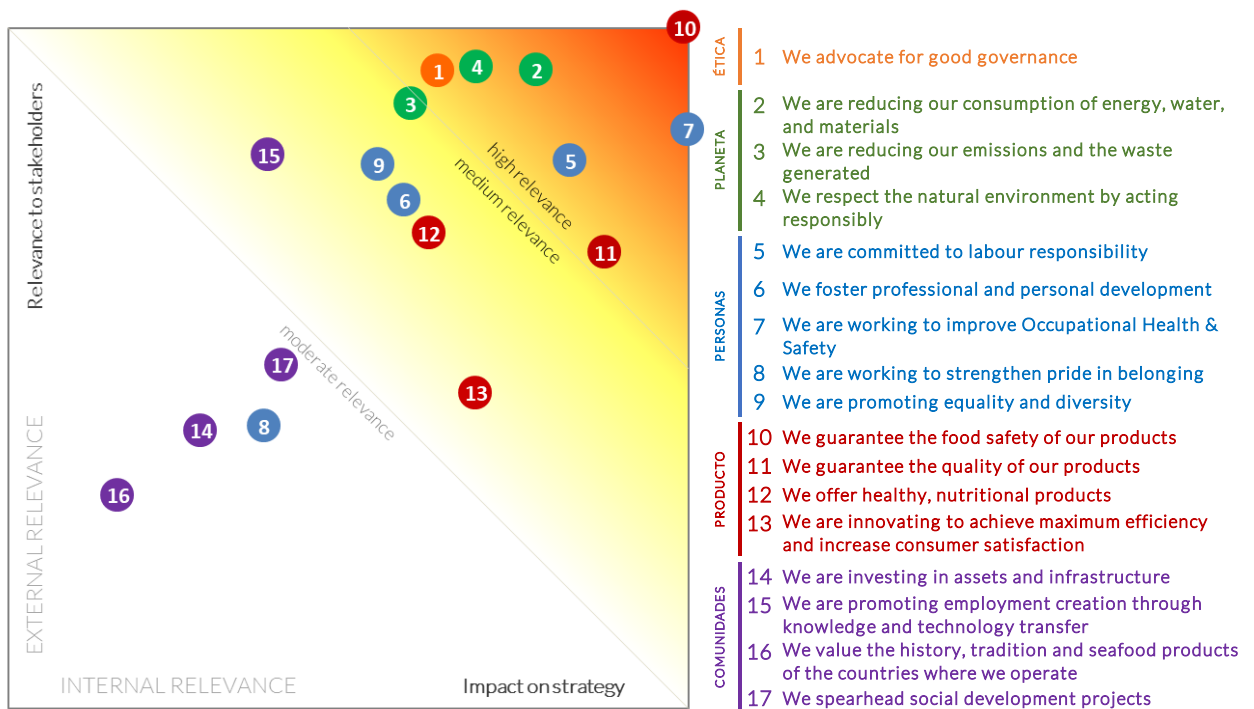 10
1
4
2
3
7
15
9
5
6
12
11
17
13
14
8
16
Relevance to stakeholders
EXTERNAL RELEVANCE
high relevance
medium relevance
moderate relevance
INTERNAL RELEVANCE
Impact on strategy
ÉTICA
1 We advocate for good governance
PLANETA
2 We are reducing our consumption of energy, water,
and materials
3 We are reducing our emissions and the waste
generated
4 We respect the natural environment by acting
responsibly
PERSONAS
5 We are committed to labour responsibility
6 We foster professional and personal development
7 We are working to improve Occupational Health &
Safety
8 We are working to strengthen pride in belonging
9 We are promoting equality and diversity
PRODUCTO
10 We guarantee the food safety of our products
11 We guarantee the quality of our products
12 We offer healthy, nutritional products
13 We are innovating to achieve maximum efficiency
and increase consumer satisfaction
COMUNIDADES
14 We are investing in assets and infrastructure
15 We are promoting employment creation through
knowledge and technology transfer
16 We value the history, tradition and seafood products
of the countries where we operate
17 We spearhead social development projects